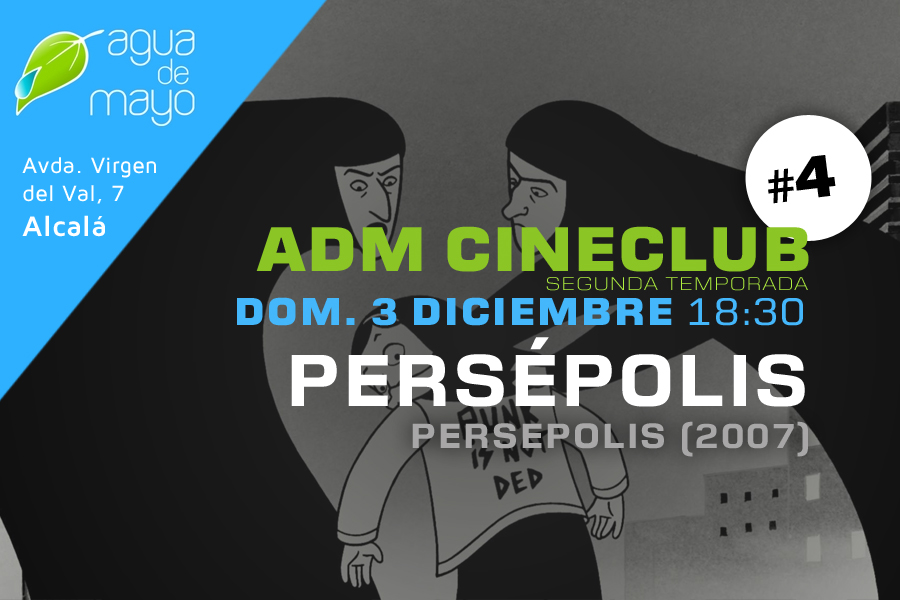 agua
de
mayo
Avda. Virgen
del Val, 7
Alcalá
#4
ADM CINECLUB
SEGUNDA TEMPORADA
DOM. 3 DICIEMBRE 18:30
PERSÉPOLIS
PERSEPOLIS (2007)
PUNK
IS NOT
DED